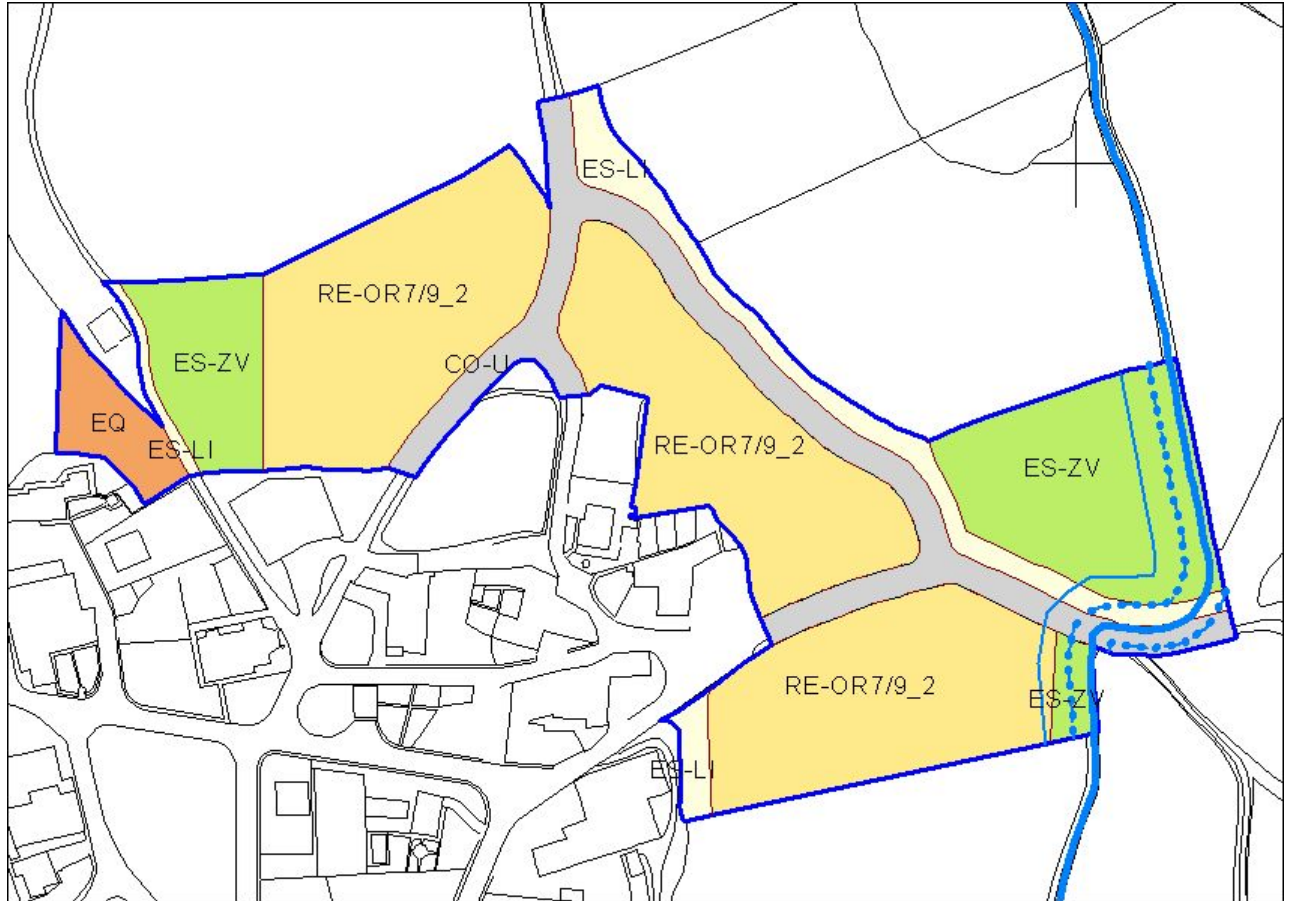 ES-LI
RE-OR7/9_2
ES-ZV
CO-U
EQ
ES-LI
RE-OR7/9_2
ES-ZV
RE-OR7/9_2
ES-ZV
ES-LI